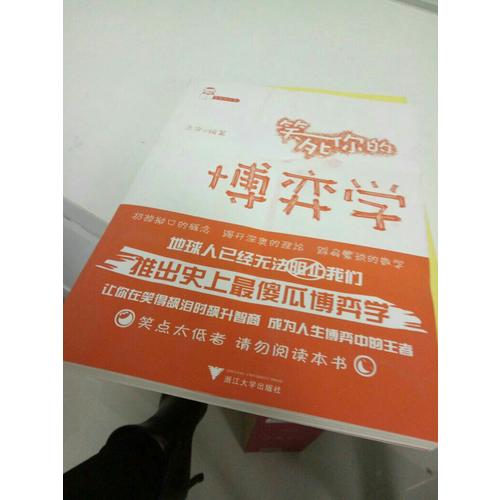 笑死你的
博弈学
抛弃拗口的概念 避开深奥的理论 跳离繁琐的数学
地球人已经无法阻止我们
推出史上最傻瓜博弈学
让你在笑得飙泪时飙升智商 成为人生博弈中的王者
笑点太低者 请勿阅读本书
浙江大学出版社